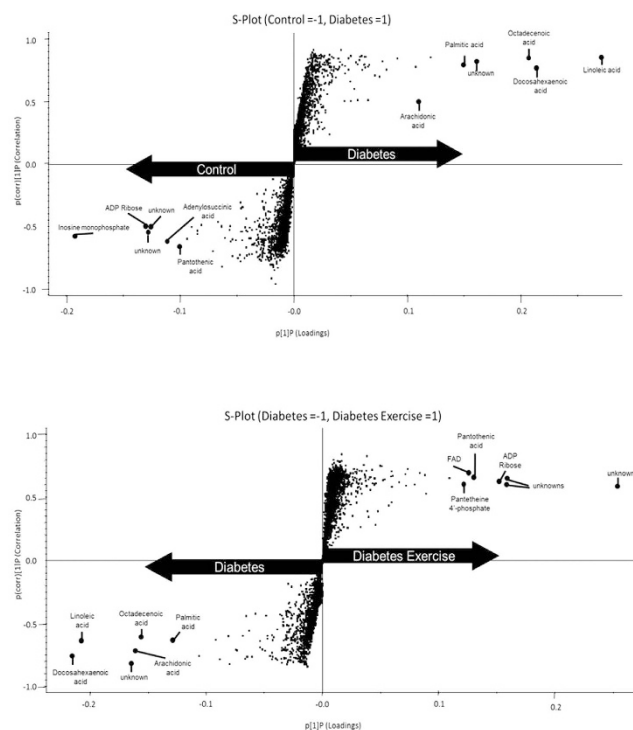 S-Plot (Control =-1, Diabetes =1)
p(corr)[1]P (Correlation)
1.0
0.5
0.0
-0.5
-1.0
Palmitic acid
unknown
Octadecenoic
acid
Docosahexaenoic
acid
Linoleic acid
Arachidonic
acid
Control
Diabetes
Inosine monophosphate
ADP Ribose
unknown
unknown
Adenylosuccinic
acid
Pantothenic
acid
-0.2
-0.1
-0.0
0.1
0.2
p[1]P (Loadings)
S-Plot (Diabetes =-1, Diabetes Exercise =1)
p(corr)[1]P (Correlation)
1.0
0.5
0.0
-0.5
-1.0
FAD
Pantothenic
acid
ADP
Ribose
unknown
unknowns
Pantetheine
4'-phosphate
Diabetes
Diabetes Exercise
Linoleic
acid
Octadecenoic
acid
Palmitic
acid
Docosahexaenoic
acid
unknown
Arachidonic
acid
-0.2
-0.1
-0.0
0.1
0.2
p[1]P (Loadings)